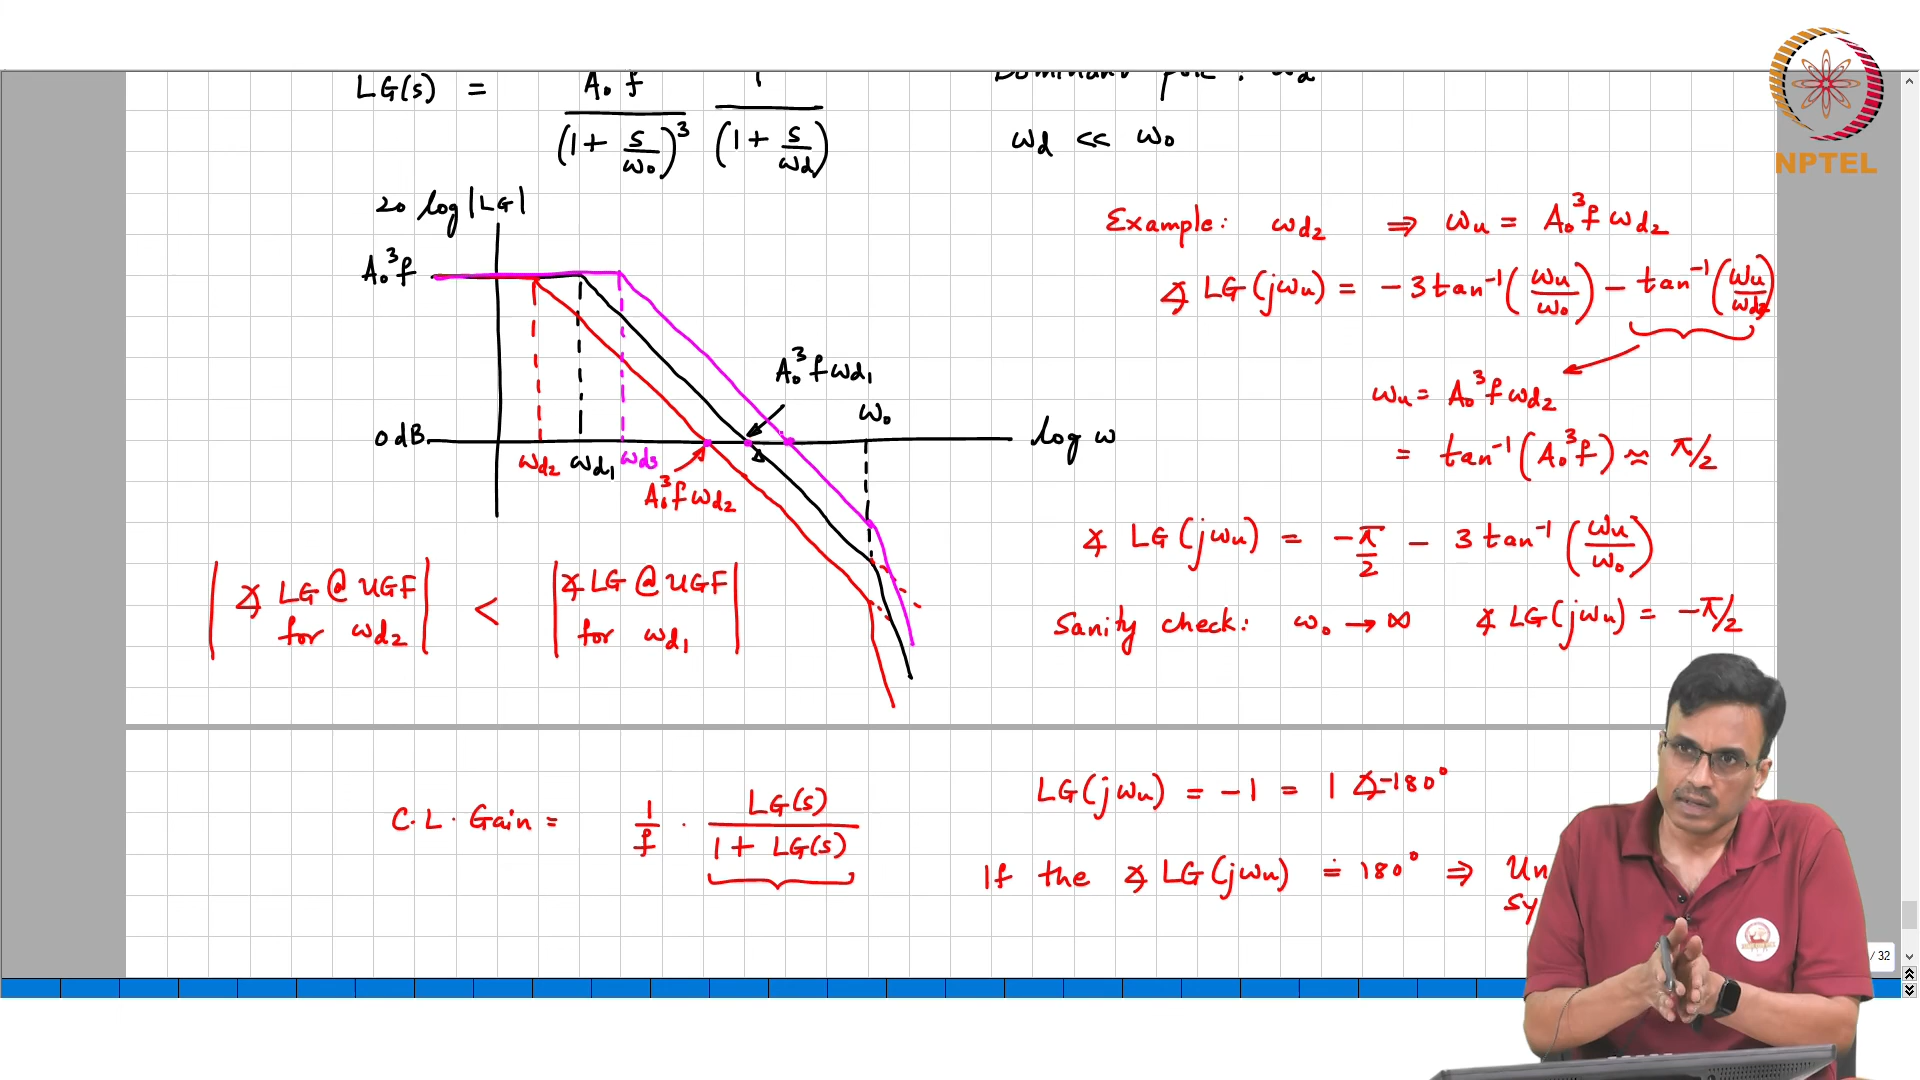 LG(s) = A₀ f / (1 + s/ω₀)³ · 1 / (1 + s/ωd)
ωd << ω₀
20 log |LG|
A₀³f
0 dB
ωd₂ ωd₁ ωd₃
A₀³f ωd₂
A₀³f ωd₁
ω₀
log ω
|∡ LG @ UGF for ωd₂| < |∡ LG @ UGF for ωd₁|
Example: ωd₂ ⇒ ωu = A₀³f ωd₂
∡ LG(jωu) = -3 tan⁻¹(ωu/ω₀) - tan⁻¹(ωu/ωd₂)
ωu = A₀³f ωd₂
= tan⁻¹(A₀³f) ≈ π/2
∡ LG(jωu) = -π/2 - 3 tan⁻¹(ωu/ω₀)
Sanity check: ω₀ → ∞ ∡ LG(jωu) = -π/2
C.L. Gain = 1/f · LG(s) / (1 + LG(s))
LG(jωu) = -1 = 1 ∡-180°
If the ∡ LG(jωu) = 180° ⇒ Un
sy
NPTEL
/ 32